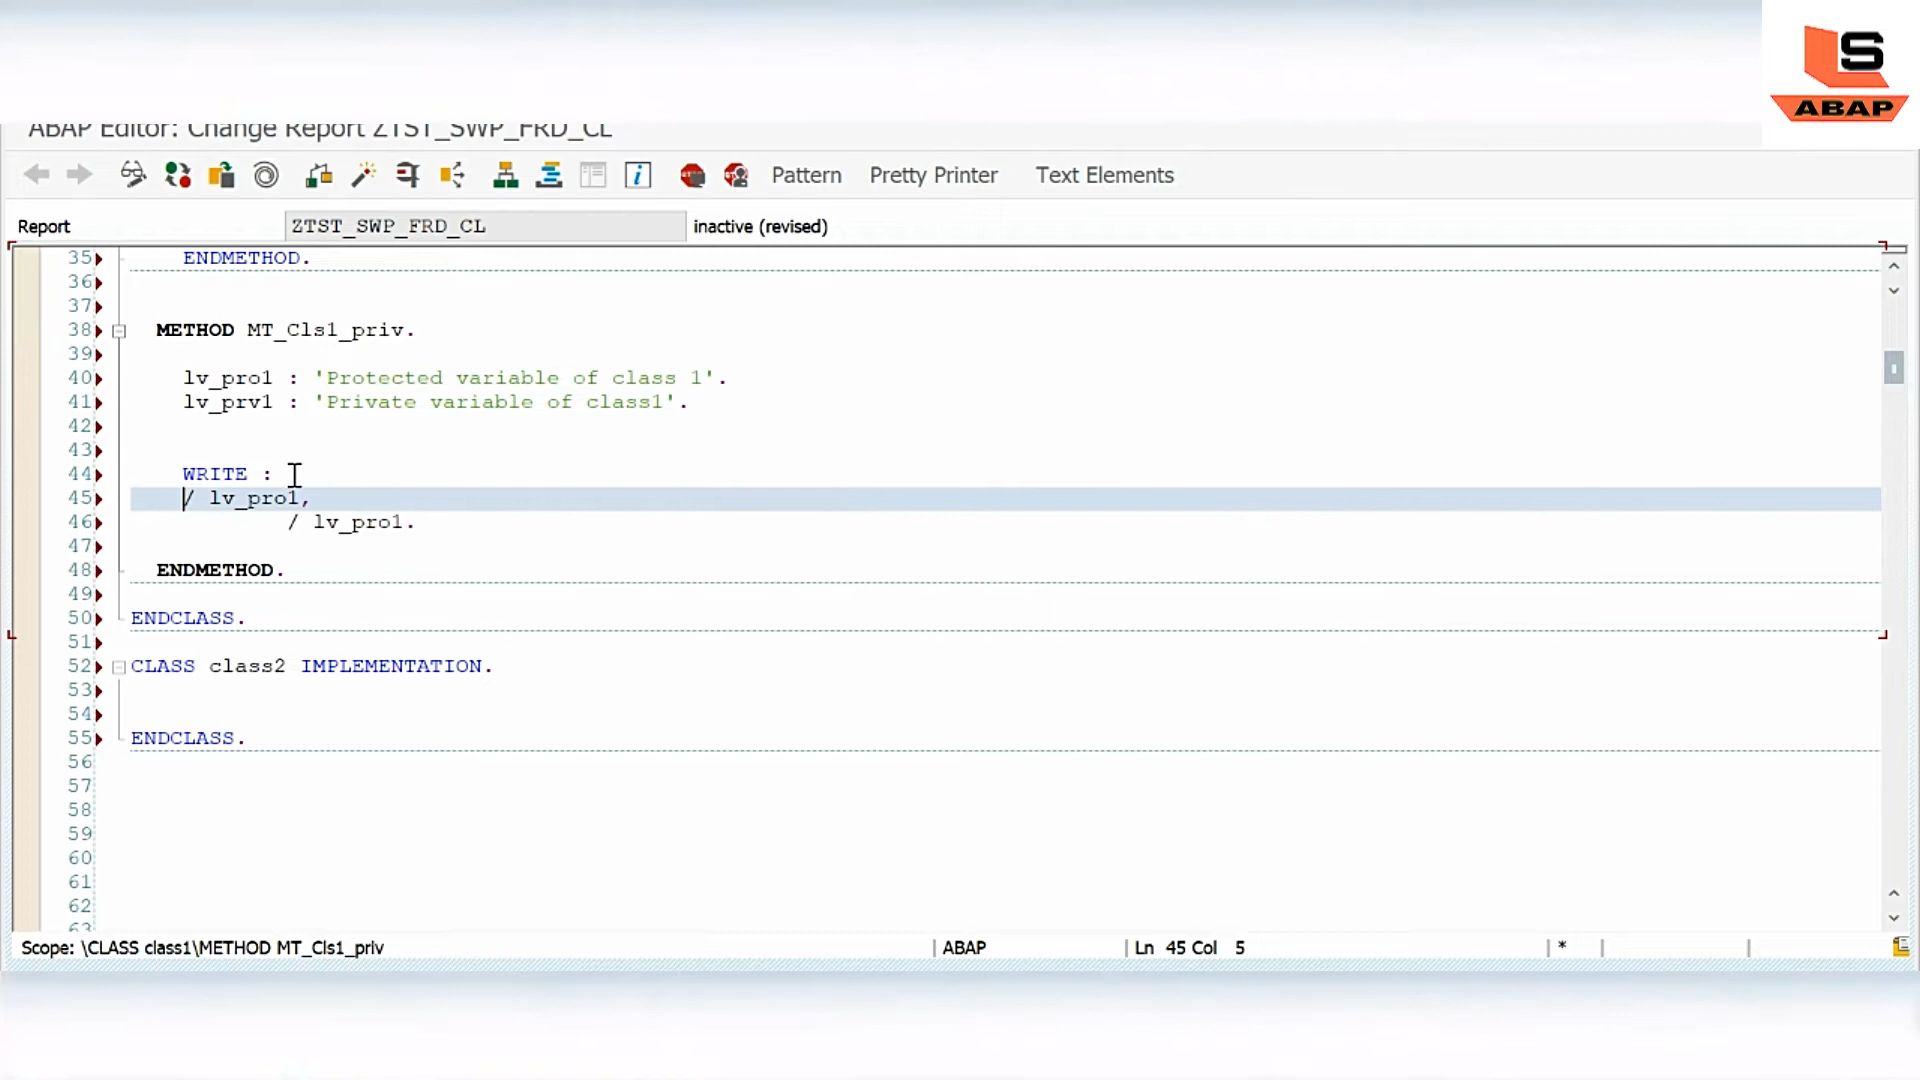 LS
ABAP
ABAP Editor: Change Report ZTST_SWP_FRD_CL
Pattern
Pretty Printer
Text Elements
Report
ZTST_SWP_FRD_CL
inactive (revised)
35 ENDMETHOD.
36
37
38 METHOD MT_Cls1_priv.
39
40 lv_pro1 : 'Protected variable of class 1'.
41 lv_prv1 : 'Private variable of class1'.
42
43
44 WRITE :
45 / lv_pro1,
46 / lv_pro1.
47
48 ENDMETHOD.
49
50 ENDCLASS.
51
52 CLASS class2 IMPLEMENTATION.
53
54
55 ENDCLASS.
56
57
58
59
60
61
62
63
Scope: \CLASS class1\METHOD MT_Cls1_priv
ABAP
Ln 45 Col 5
*